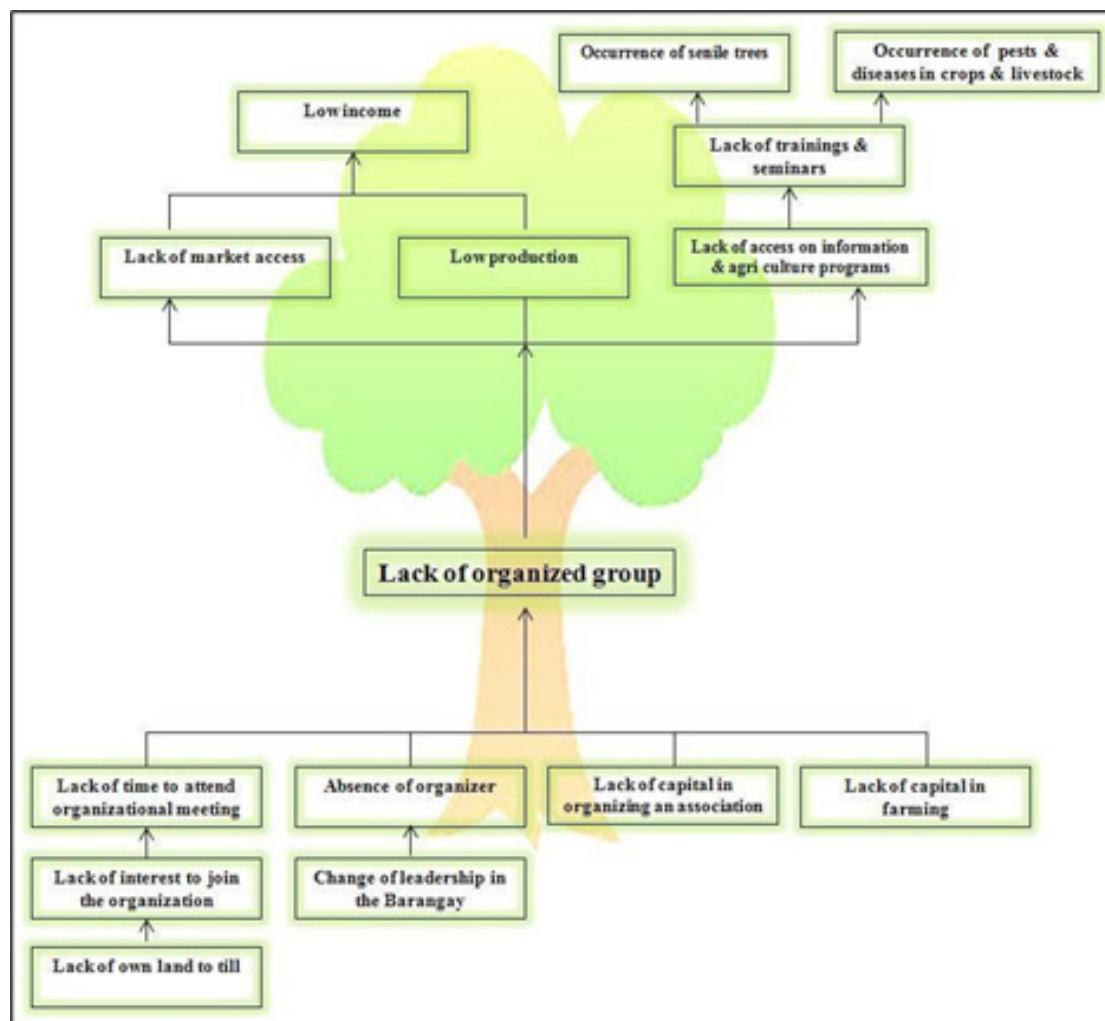 Occurrence of senile trees
Occurrence of pests &
diseases in crops & livestock
Low income
Lack of trainings &
seminars
Lack of market access
Low production
Lack of access on information
& agri culture programs
Lack of organized group
Lack of time to attend
organizational meeting
Absence of organizer
Lack of capital in
organizing an association
Lack of capital in
farming
Lack of interest to join
the organization
Change of leadership in
the Barangay
Lack of own land to till